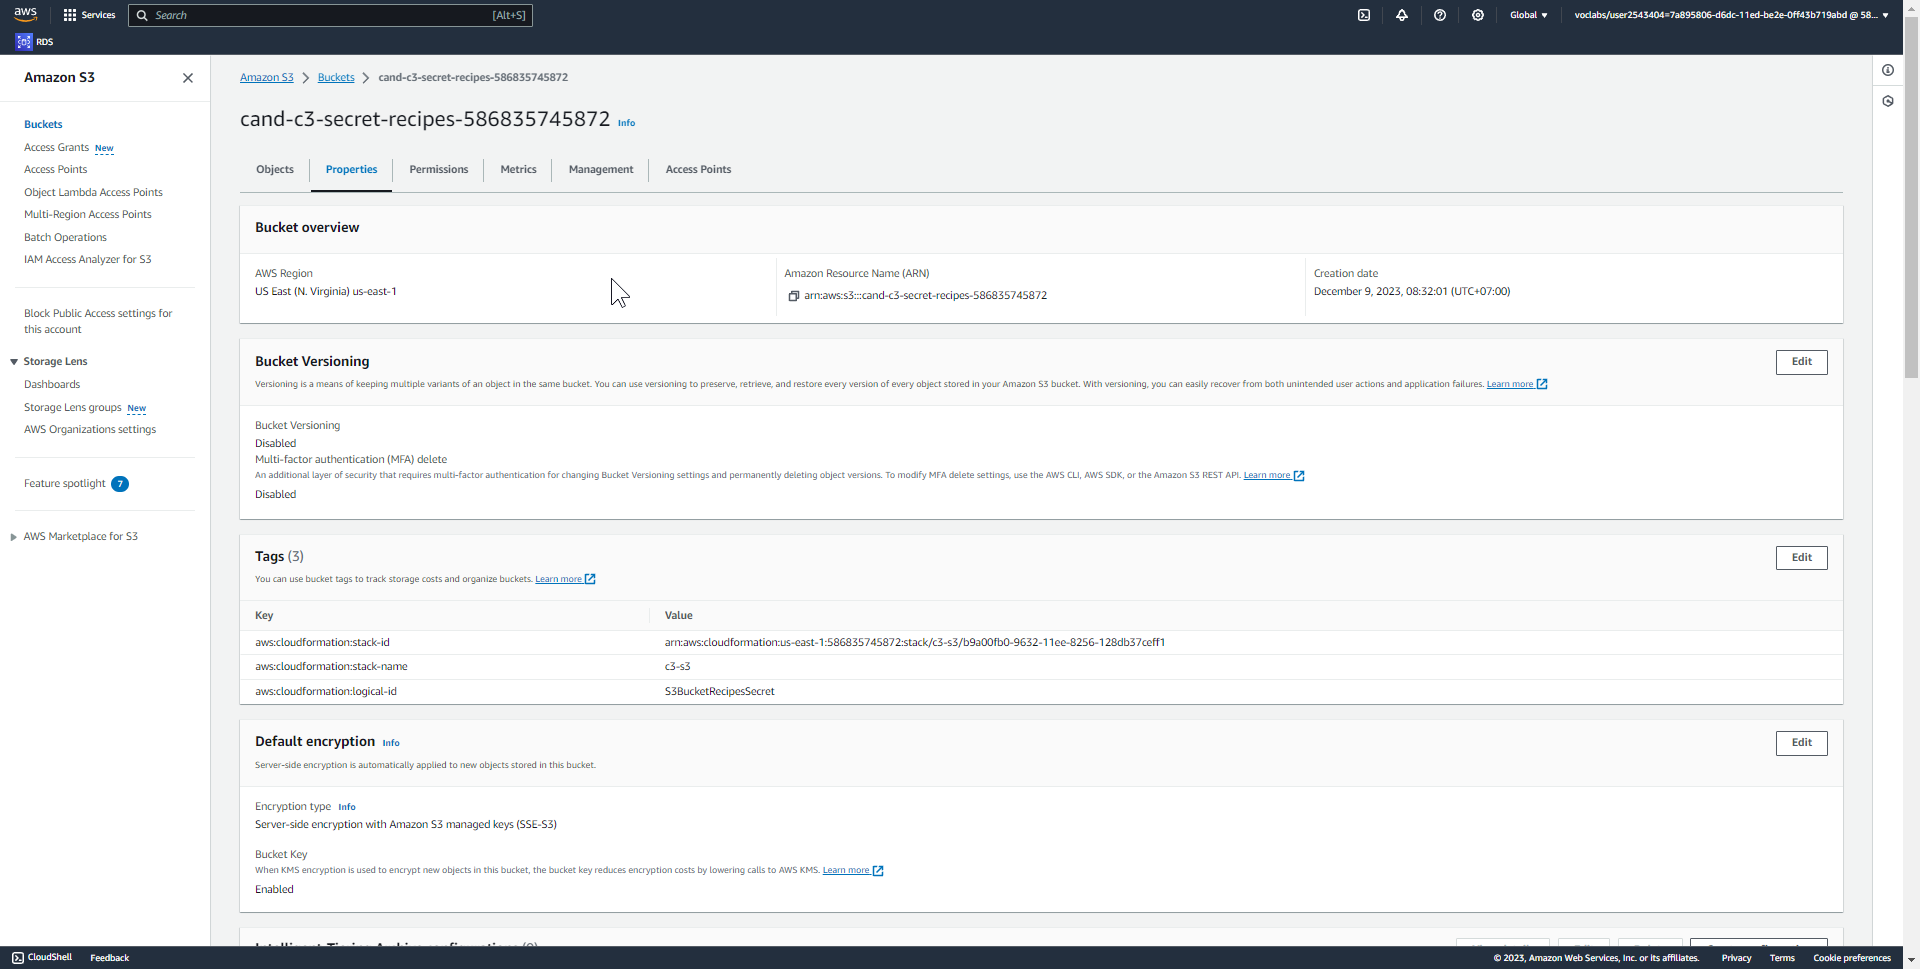 aws
Services
Search
[Alt+S]
Global
voclabs/user2543404=7a895806-d6dc-11ed-be2e-0ff43b719abd @ 58...
RDS
Amazon S3
Buckets
Access Grants New
Access Points
Object Lambda Access Points
Multi-Region Access Points
Batch Operations
IAM Access Analyzer for S3
Block Public Access settings for
this account
Storage Lens
Dashboards
Storage Lens groups New
AWS Organizations settings
Feature spotlight 7
AWS Marketplace for S3
Amazon S3 > Buckets > cand-c3-secret-recipes-586835745872
cand-c3-secret-recipes-586835745872 Info
Objects
Properties
Permissions
Metrics
Management
Access Points
Bucket overview
AWS Region
US East (N. Virginia) us-east-1
Amazon Resource Name (ARN)
arn:aws:s3:::cand-c3-secret-recipes-586835745872
Creation date
December 9, 2023, 08:32:01 (UTC+07:00)
Bucket Versioning
Edit
Versioning is a means of keeping multiple variants of an object in the same bucket. You can use versioning to preserve, retrieve, and restore every version of every object stored in your Amazon S3 bucket. With versioning, you can easily recover from both unintended user actions and application failures. Learn more
Bucket Versioning
Disabled
Multi-factor authentication (MFA) delete
An additional layer of security that requires multi-factor authentication for changing Bucket Versioning settings and permanently deleting object versions. To modify MFA delete settings, use the AWS CLI, AWS SDK, or the Amazon S3 REST API. Learn more
Disabled
Tags (3)
Edit
You can use bucket tags to track storage costs and organize buckets. Learn more
Key
Value
aws:cloudformation:stack-id
arn:aws:cloudformation:us-east-1:586835745872:stack/c3-s3/b9a00fb0-9632-11ee-8256-128db37ceff1
aws:cloudformation:stack-name
c3-s3
aws:cloudformation:logical-id
S3BucketRecipesSecret
Default encryption Info
Edit
Server-side encryption is automatically applied to new objects stored in this bucket.
Encryption type Info
Server-side encryption with Amazon S3 managed keys (SSE-S3)
Bucket Key
When KMS encryption is used to encrypt new objects in this bucket, the bucket key reduces encryption costs by lowering calls to AWS KMS. Learn more
Enabled
CloudShell
Feedback
© 2023, Amazon Web Services, Inc. or its affiliates.
Privacy
Terms
Cookie preferences